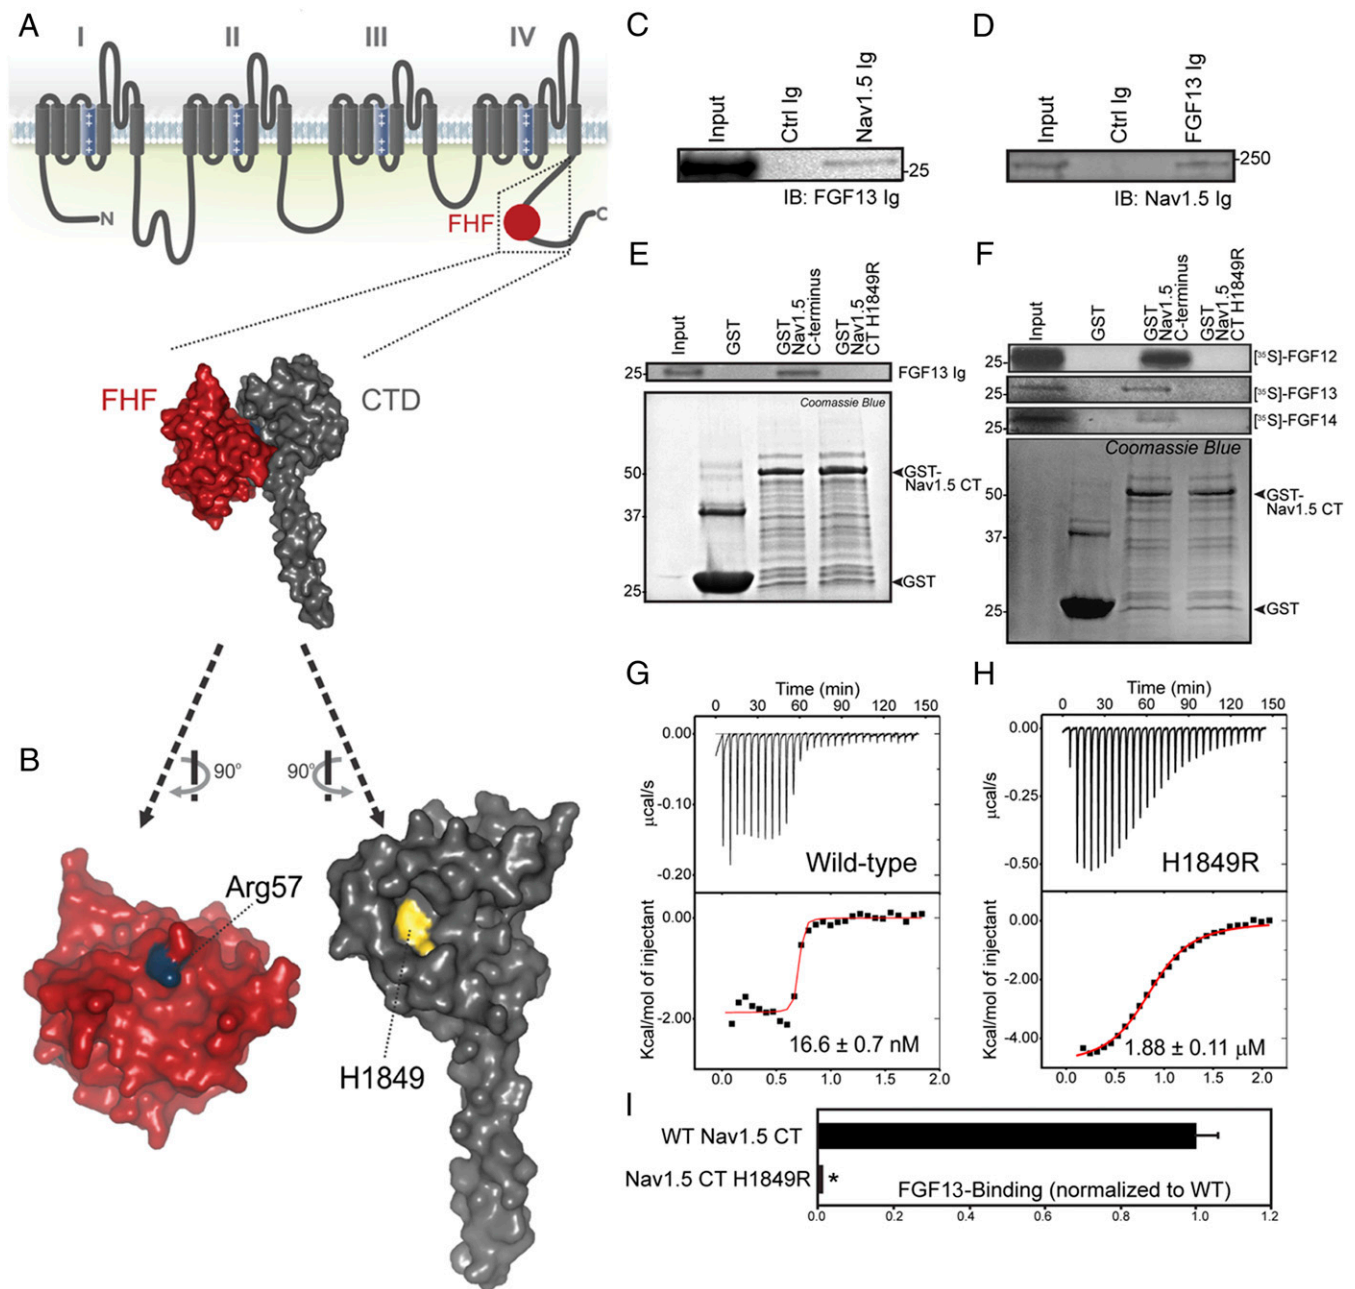 A
I II III IV
++
++
++
++
++
++
++
++
N
C
FHF
FHF
CTD
B
90°
90°
Arg57
H1849
C
Input
Ctrl Ig
Nav1.5 Ig
-25
IB: FGF13 Ig
D
Input
Ctrl Ig
FGF13 Ig
-250
IB: Nav1.5 Ig
E
Input
GST
GST
Nav1.5
C-terminus
GST
Nav1.5
CT H1849R
25-
FGF13 Ig
Coomassie Blue
50-
GST-
Nav1.5 CT
37-
25-
GST
F
Input
GST
GST
Nav1.5
C-terminus
GST
Nav1.5
CT H1849R
25- [³⁵S]-FGF12
25- [³⁵S]-FGF13
25- [³⁵S]-FGF14
Coomassie Blue
50-
GST-
Nav1.5 CT
37-
25-
GST
G
Time (min)
0 30 60 90 120 150
0.00
-0.10
-0.20
µcal/s
Wild-type
0.00
-2.00
Kcal/mol of injectant
16.6 ± 0.7 nM
0.0 0.5 1.0 1.5 2.0
H
Time (min)
0 30 60 90 120 150
0.00
-0.25
-0.50
µcal/s
H1849R
0.00
-2.00
-4.00
Kcal/mol of injectant
1.88 ± 0.11 µM
0.0 0.5 1.0 1.5 2.0
I
WT Nav1.5 CT
Nav1.5 CT H1849R
*
FGF13-Binding (normalized to WT)
0.0 0.2 0.4 0.6 0.8 1.0 1.2